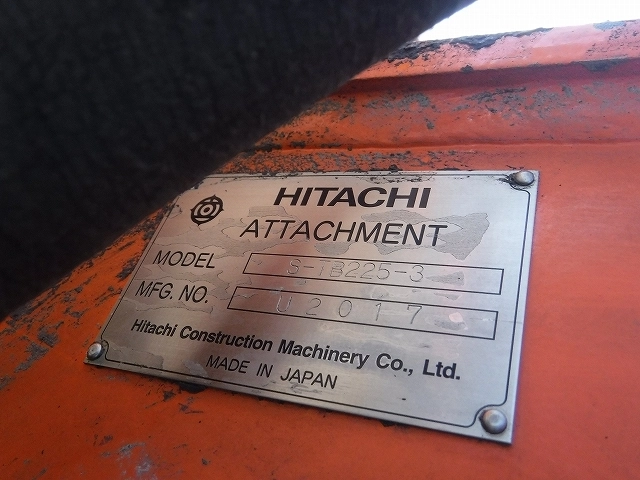 HITACHI
ATTACHMENT
MODEL S-TB225-3
MFG. NO. U2017
Hitachi Construction Machinery Co., Ltd.
MADE IN JAPAN